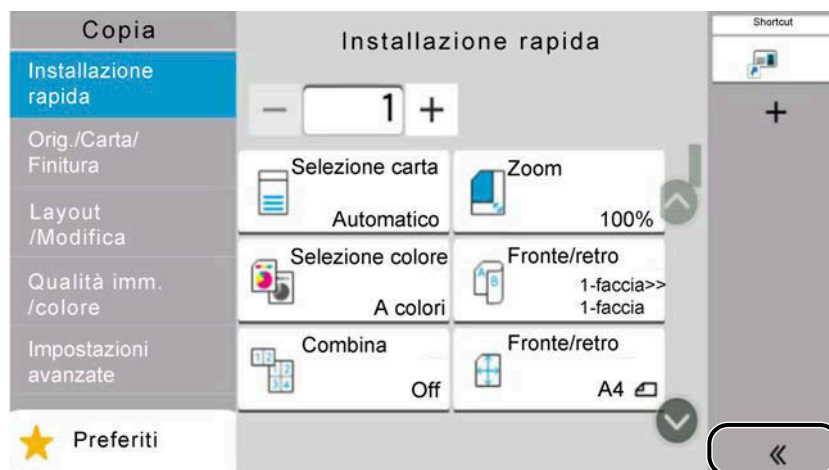 Copia
Installazione
rapida
Orig./Carta/
Finitura
Layout
/Modifica
Qualità imm.
/colore
Impostazioni
avanzate
Preferiti
Installazione rapida
1
Selezione carta
Automatico
Zoom
100%
Selezione colore
A colori
Fronte/retro
1-faccia>>
1-faccia
Combina
Off
Fronte/retro
A4
Shortcut